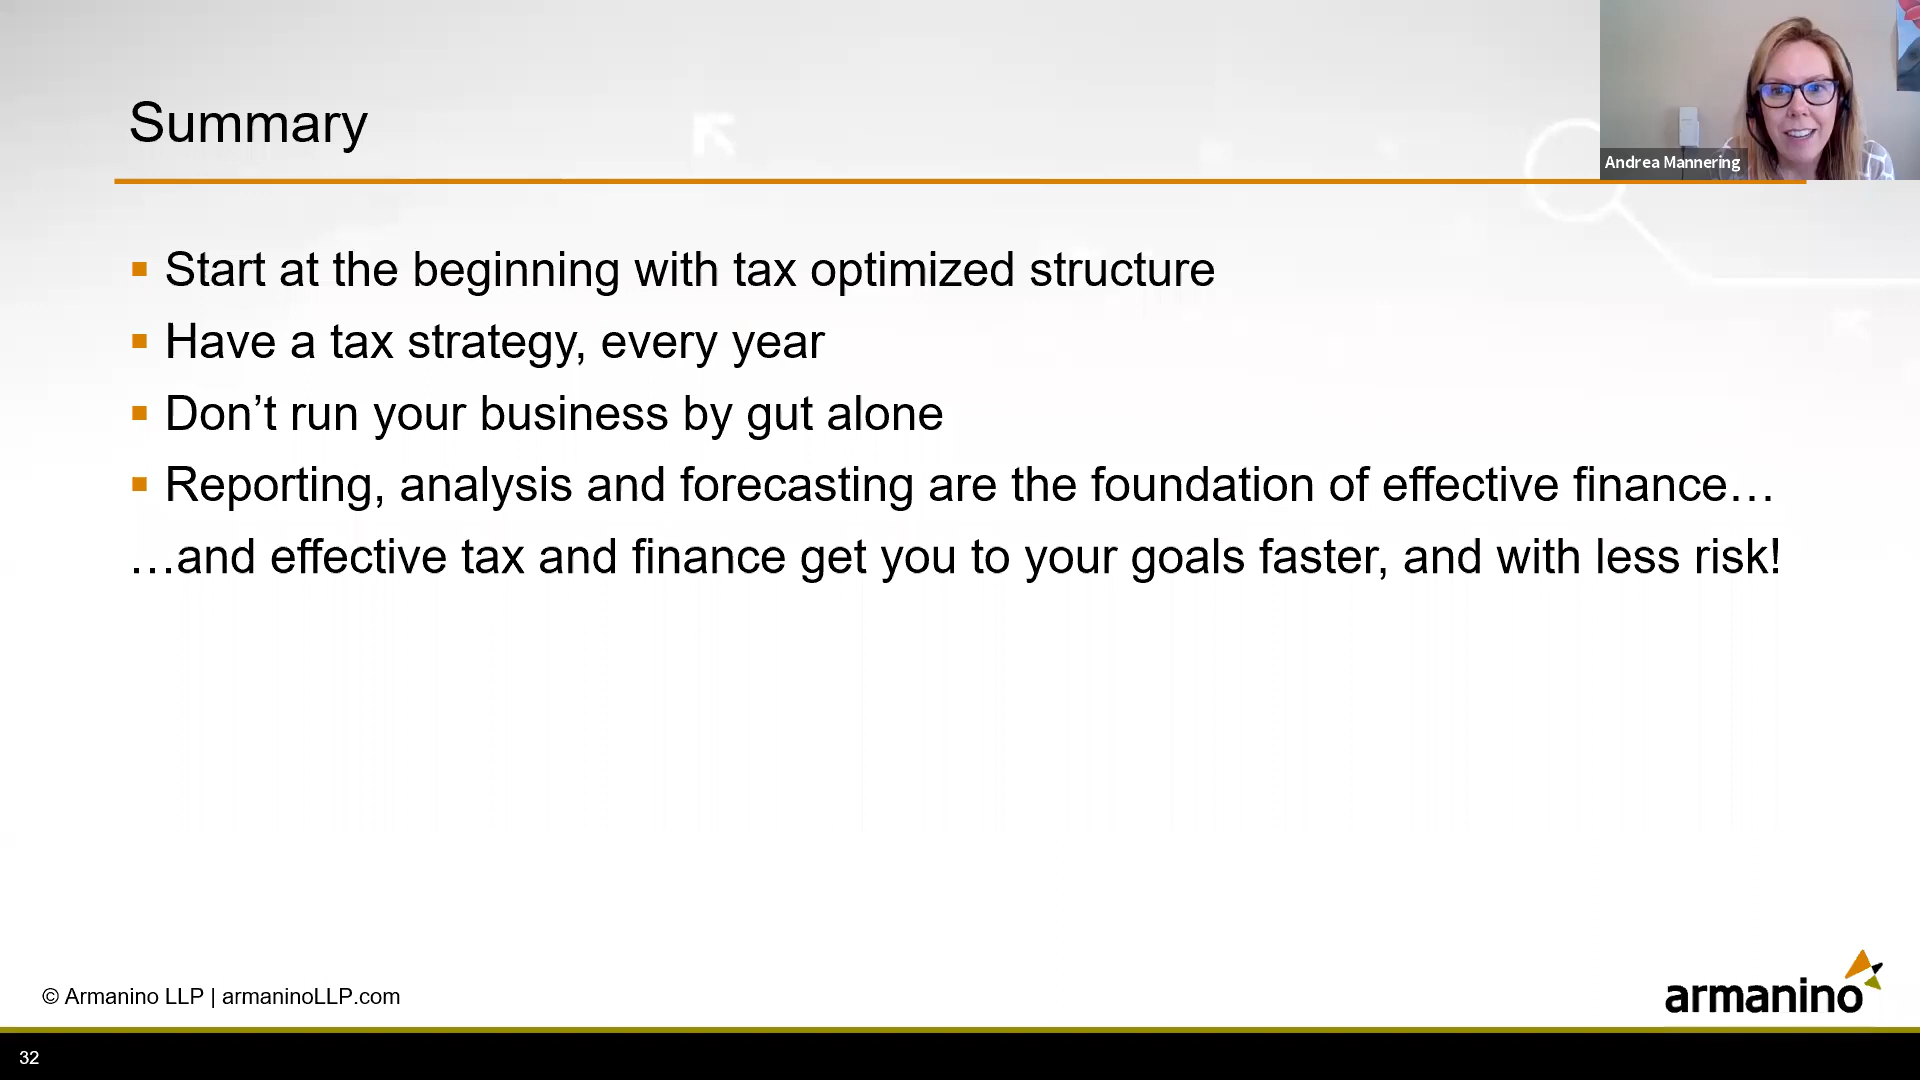 Summary
Andrea Mannering
▪ Start at the beginning with tax optimized structure
▪ Have a tax strategy, every year
▪ Don’t run your business by gut alone
▪ Reporting, analysis and forecasting are the foundation of effective finance…
…and effective tax and finance get you to your goals faster, and with less risk!
© Armanino LLP | armaninoLLP.com
armanino
32